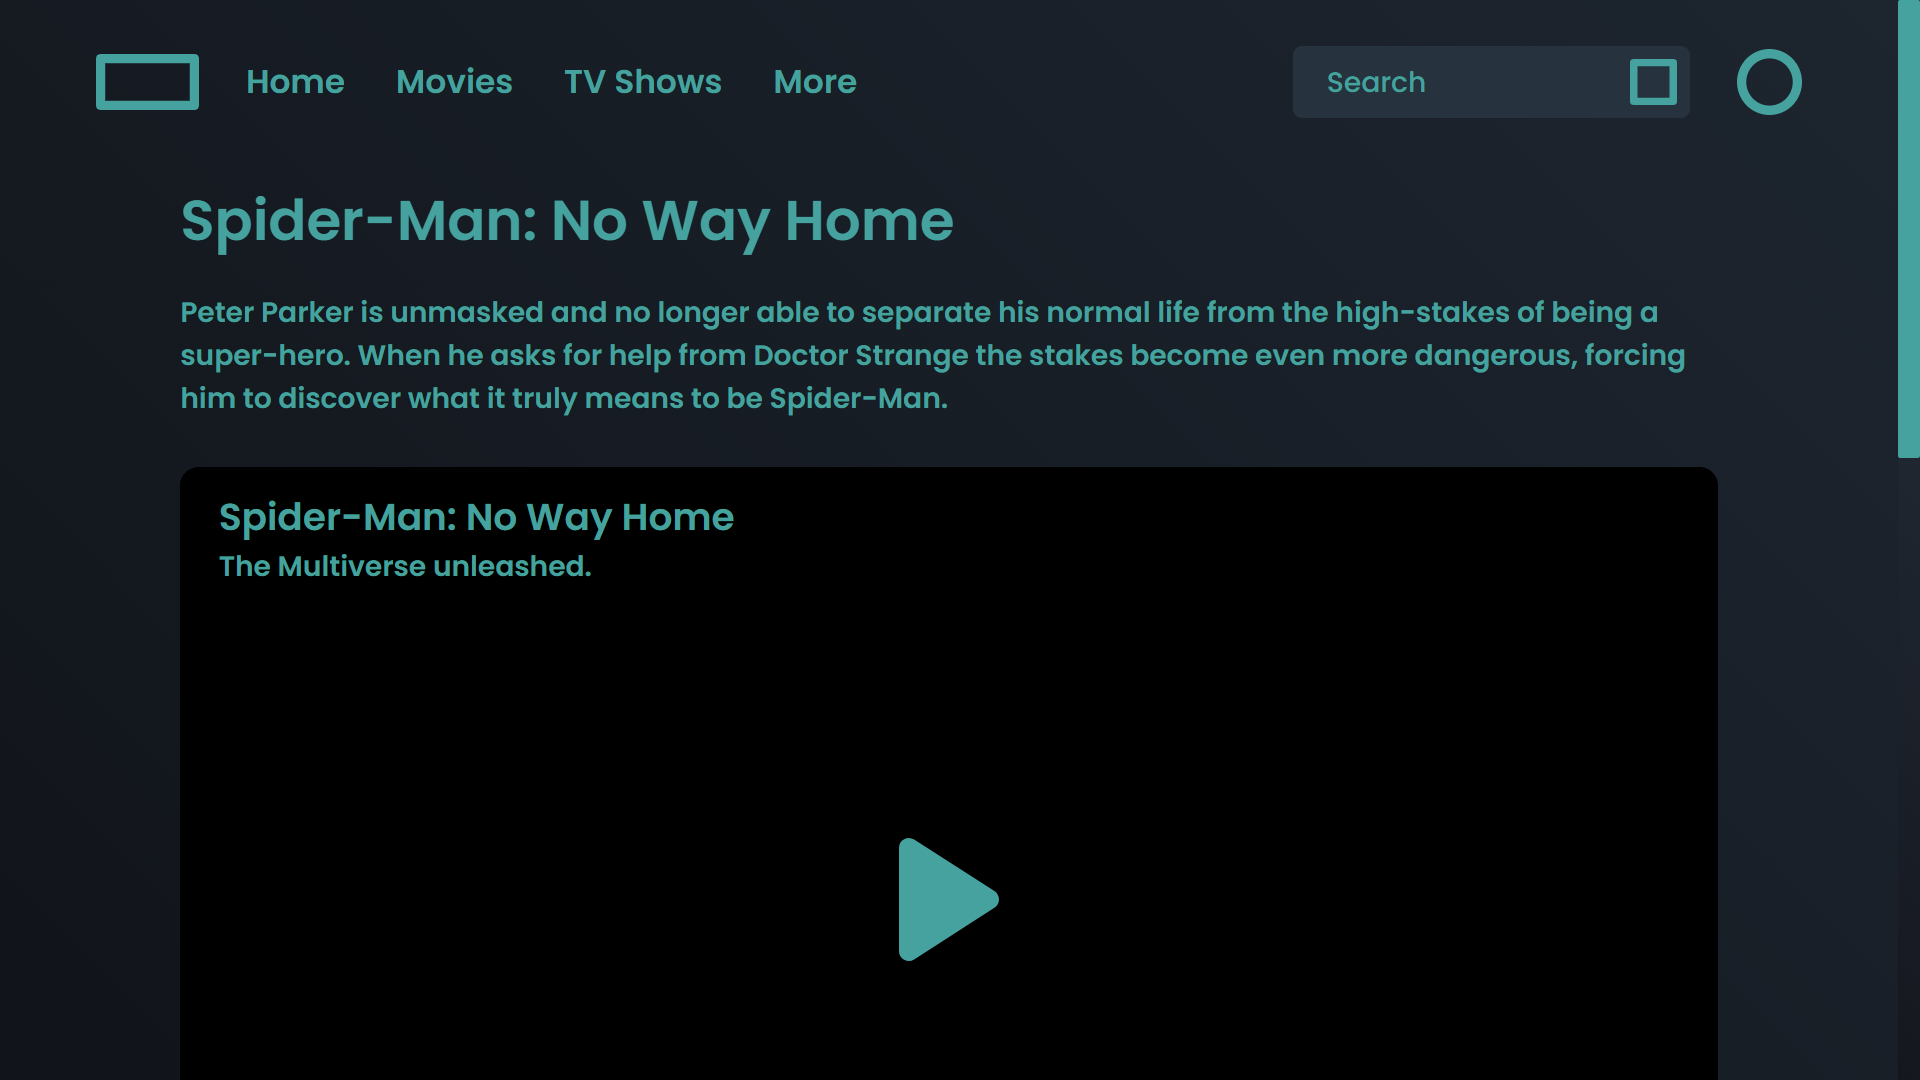 Home
Movies
TV Shows
More
Search
Spider-Man: No Way Home
Peter Parker is unmasked and no longer able to separate his normal life from the high-stakes of being a
super-hero. When he asks for help from Doctor Strange the stakes become even more dangerous, forcing
him to discover what it truly means to be Spider-Man.
Spider-Man: No Way Home
The Multiverse unleashed.